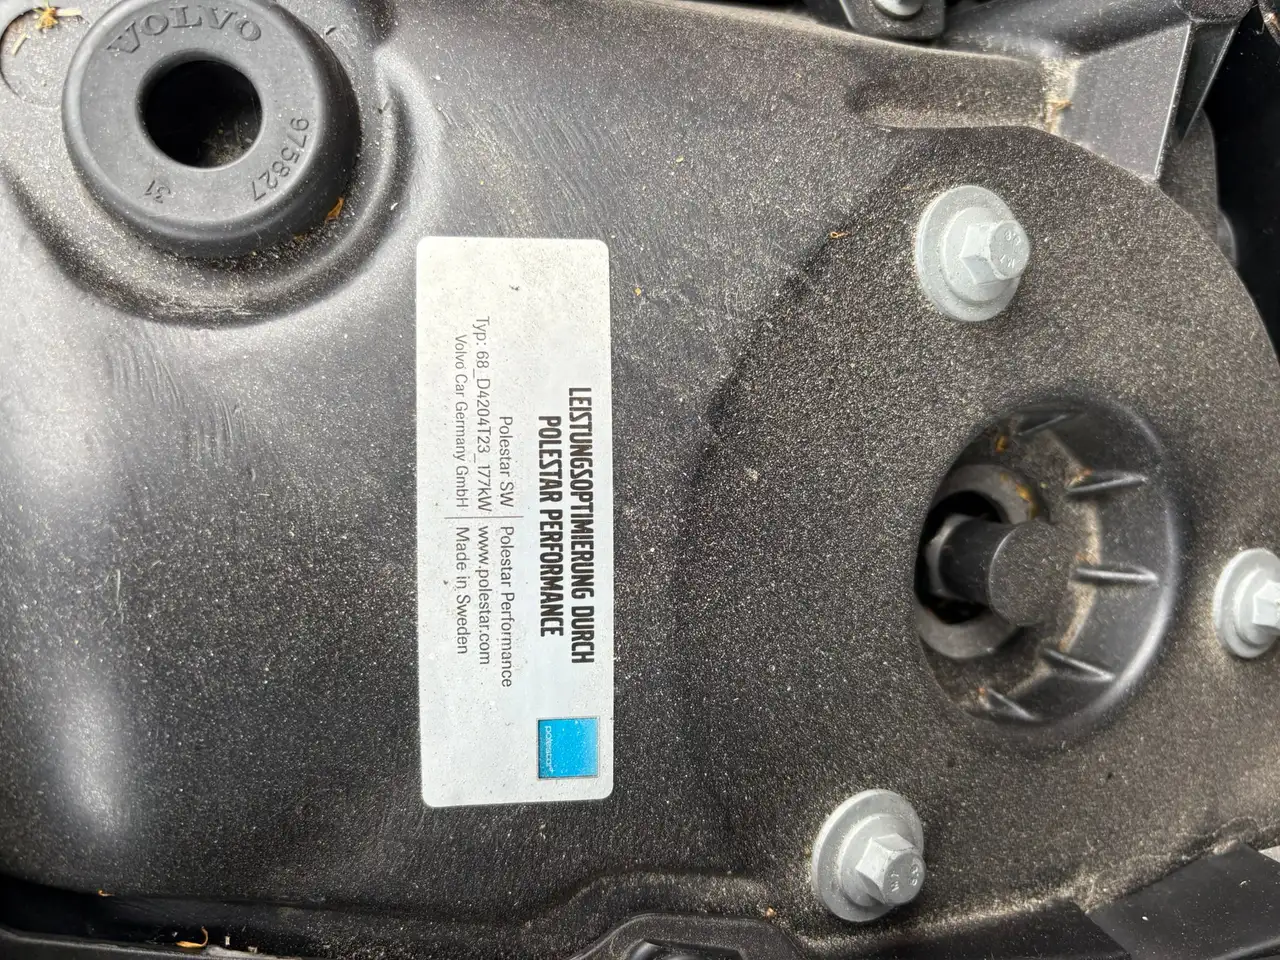 VOLVO
975827
31
LEISTUNGSOPTIMIERUNG DURCH
POLESTAR PERFORMANCE
Polestar SW | Polestar Performance
Typ: 68_D4204T23_177kW www.polestar.com
Volvo Car Germany GmbH | Made in Sweden
polestar